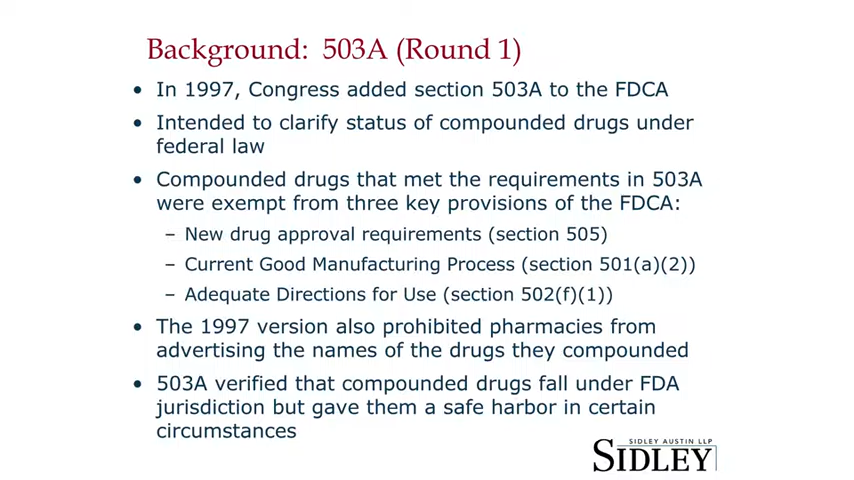 Background: 503A (Round 1)
• In 1997, Congress added section 503A to the FDCA
• Intended to clarify status of compounded drugs under
federal law
• Compounded drugs that met the requirements in 503A
were exempt from three key provisions of the FDCA:
– New drug approval requirements (section 505)
– Current Good Manufacturing Process (section 501(a)(2))
– Adequate Directions for Use (section 502(f)(1))
• The 1997 version also prohibited pharmacies from
advertising the names of the drugs they compounded
• 503A verified that compounded drugs fall under FDA
jurisdiction but gave them a safe harbor in certain
circumstances
SIDLEY AUSTIN LLP
SIDLEY